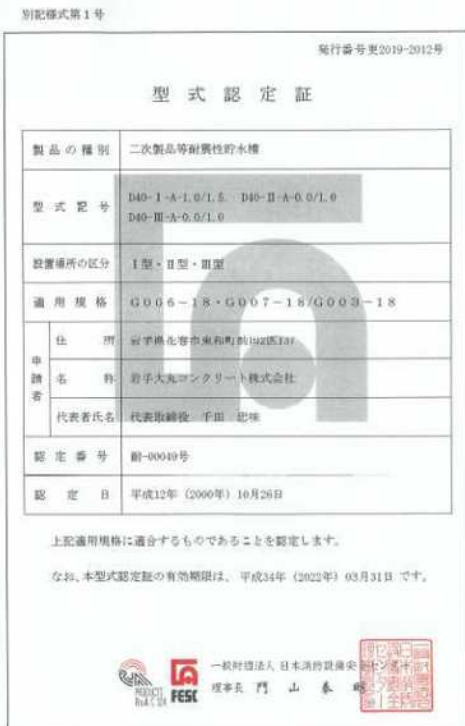 別記様式第1号
発行番号更2019-2012号
型式認定証
製品の種別 二次製品等耐震性貯水槽
型式記号 D40-Ⅰ-A-1.0/1.5 D40-Ⅱ-A-0.0/1.0
D40-Ⅲ-A-0.0/1.0
設置場所の区分 Ⅰ型・Ⅱ型・Ⅲ型
適用規格 G006-18・G007-18/G003-18
申請者
住所 岩手県花巻市東和町
名称 岩手大丸コンクリート株式会社
代表者氏名 代表取締役 千田
認定番号 耐-00049号
認定日 平成12年(2000年)10月26日
上記適用規格に適合するものであることを認定します。
なお、本型式認定証の有効期限は、平成34年(2022年)03月31日 です。
PRODUCTS
FESC
一般財団法人 日本消防設備安全センター
理事長 門山泰明